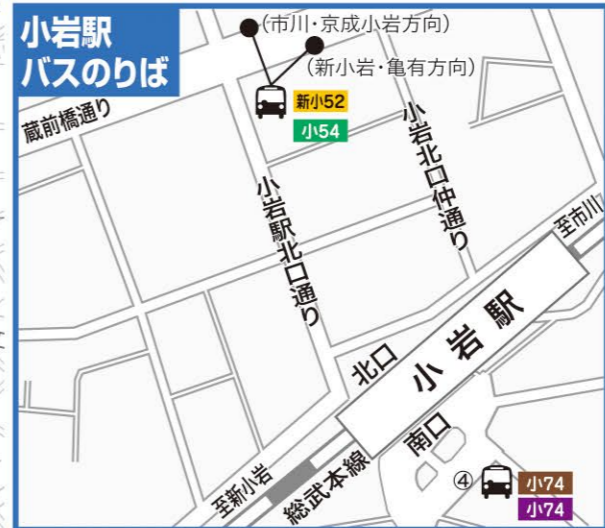 小岩駅
バスのりば
(市川・京成小岩方向)
(新小岩・亀有方向)
蔵前橋通り
新小52
小54
小岩北口仲通り
小岩駅北口通り
至市川
小岩駅
北口
南口
至新小岩
総武本線
④
小74
小74